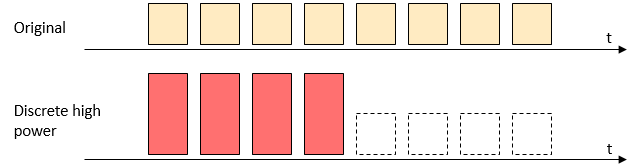 Original
t
Discrete high
power
t